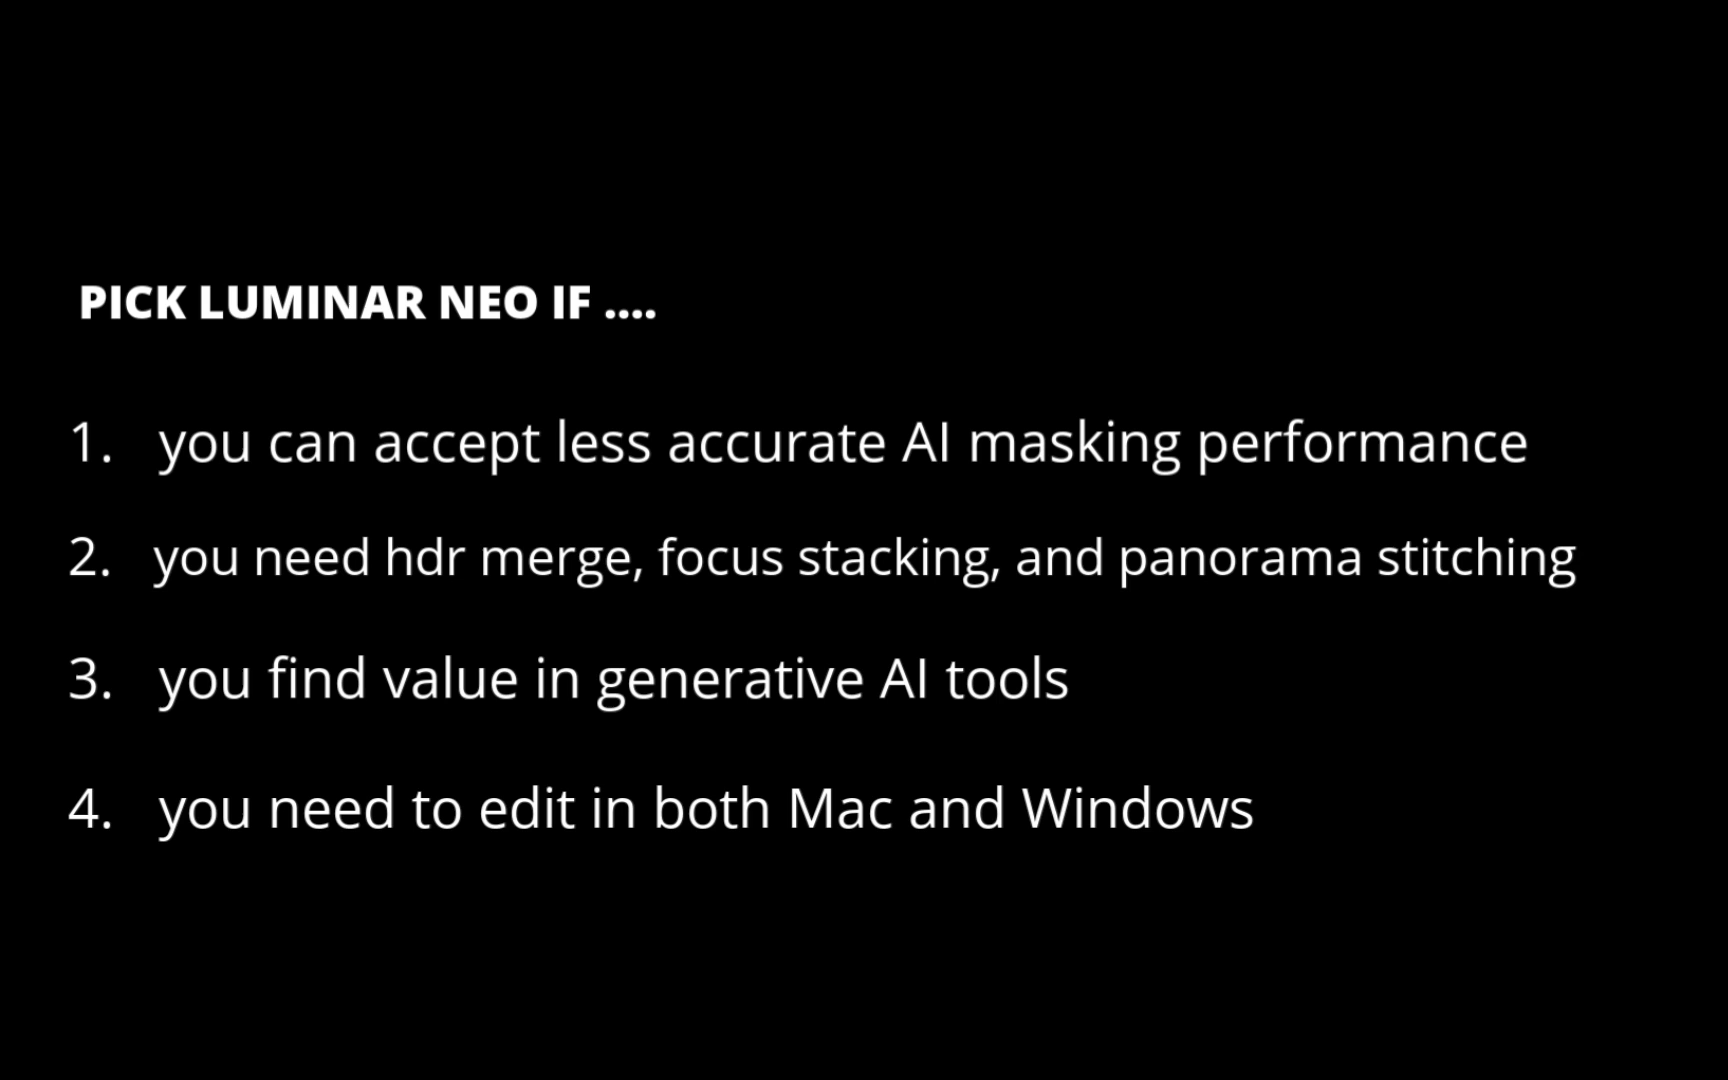 PICK LUMINAR NEO IF ....
1. you can accept less accurate AI masking performance
2. you need hdr merge, focus stacking, and panorama stitching
3. you find value in generative AI tools
4. you need to edit in both Mac and Windows